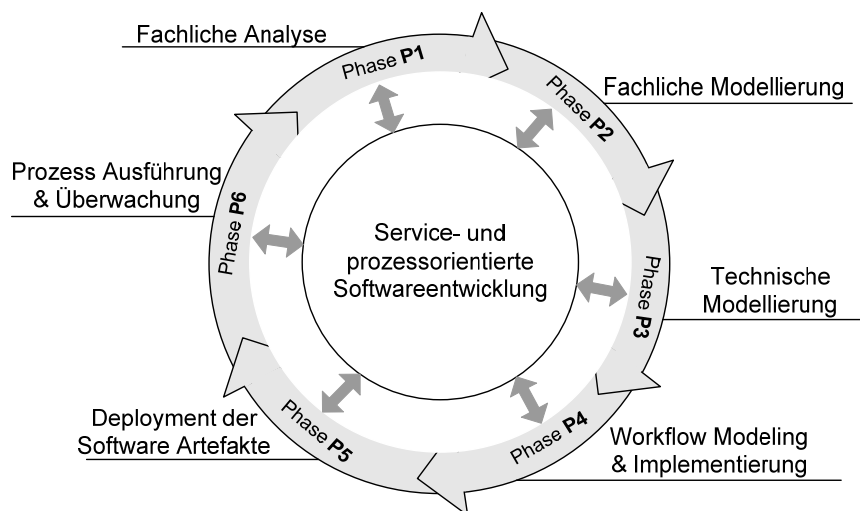 Fachliche Analyse
Phase P1
Phase P2
Fachliche Modellierung
Phase P3
Technische
Modellierung
Phase P4
Workflow Modeling
& Implementierung
Phase P5
Deployment der
Software Artefakte
Phase P6
Prozess Ausführung
& Überwachung
Service- und
prozessorientierte
Softwareentwicklung